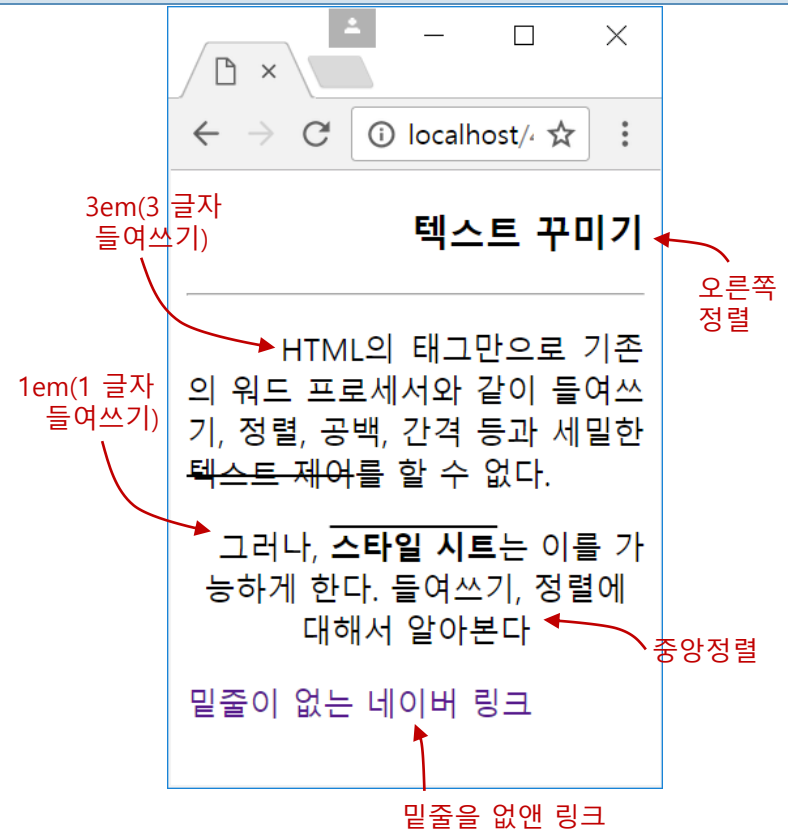 localhost/4
텍스트 꾸미기
3em(3 글자
들여쓰기)
오른쪽
정렬
HTML의 태그만으로 기존
의 워드 프로세서와 같이 들여쓰
기, 정렬, 공백, 간격 등과 세밀한
텍스트 제어를 할 수 없다.
1em(1 글자
들여쓰기)
그러나, 스타일 시트는 이를 가
능하게 한다. 들여쓰기, 정렬에
대해서 알아본다
중앙정렬
밑줄이 없는 네이버 링크
밑줄을 없앤 링크